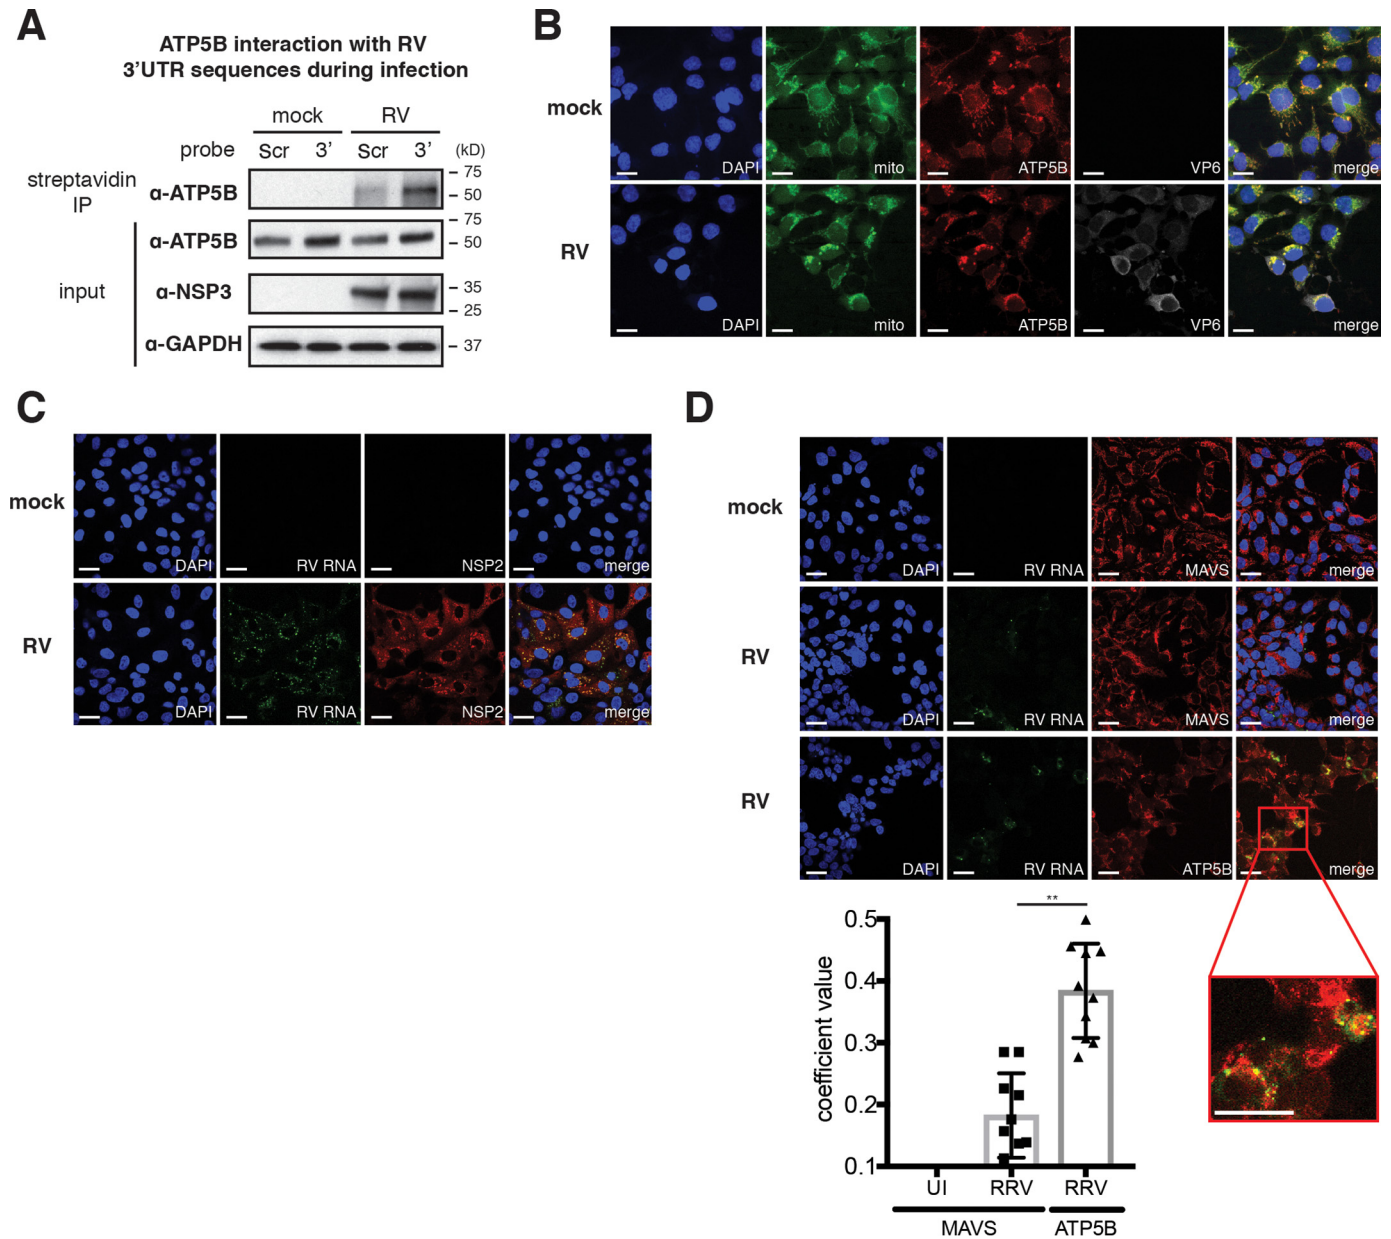 A
ATP5B interaction with RV
3’UTR sequences during infection
mock RV
probe Scr 3’ Scr 3’ (kD)
streptavidin
IP
α-ATP5B
75
50
input
α-ATP5B
75
50
α-NSP3
35
25
α-GAPDH
37
B
mock
DAPI mito ATP5B VP6 merge
RV
DAPI mito ATP5B VP6 merge
C
mock
DAPI RV RNA NSP2 merge
RV
DAPI RV RNA NSP2 merge
D
mock
DAPI RV RNA MAVS merge
RV
DAPI RV RNA MAVS merge
RV
DAPI RV RNA ATP5B merge
**
coefficient value
0.5
0.4
0.3
0.2
0.1
UI RRV RRV
MAVS ATP5B